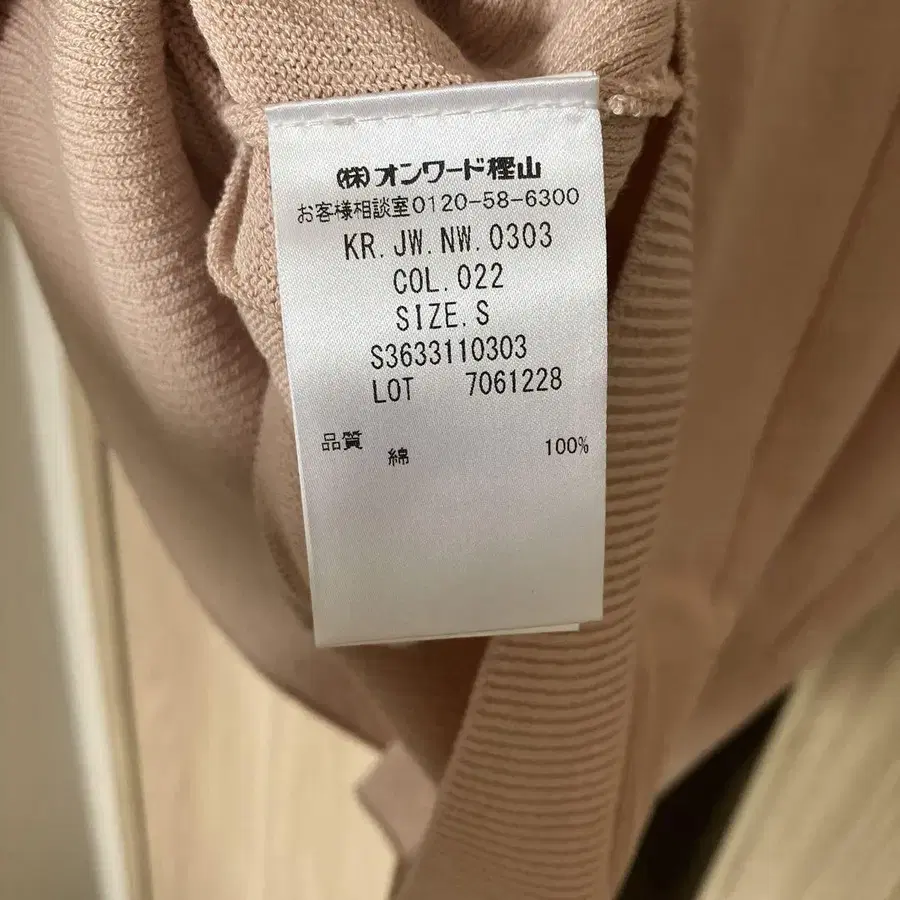 (株)オンワード樫山
お客様相談室0120-58-6300
KR.JW.NW.0303
COL.022
SIZE.S
S3633110303
LOT 7061228
品質 綿 100%